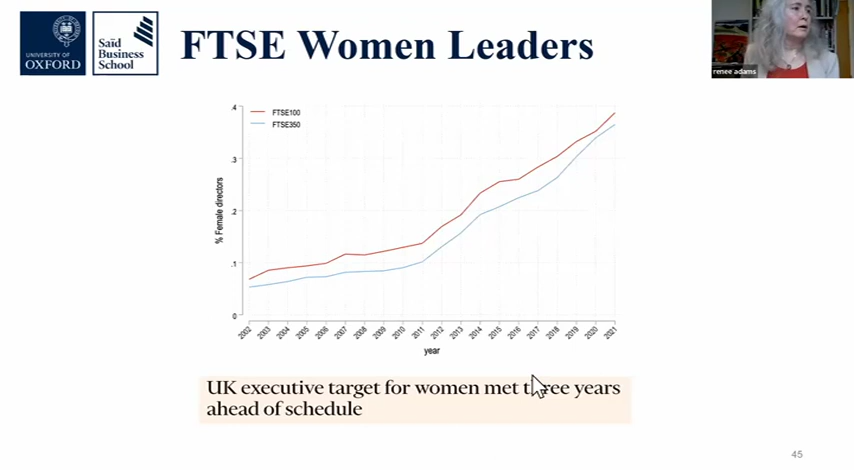 UNIVERSITY OF
OXFORD
Saïd
Business
School
FTSE Women Leaders
renee adams
FTSE100
FTSE350
% Female directors
.4
.3
.2
.1
0
2002
2003
2004
2005
2006
2007
2008
2009
2010
2011
2012
2013
2014
2015
2016
2017
2018
2019
2020
2021
year
UK executive target for women met three years
ahead of schedule
45